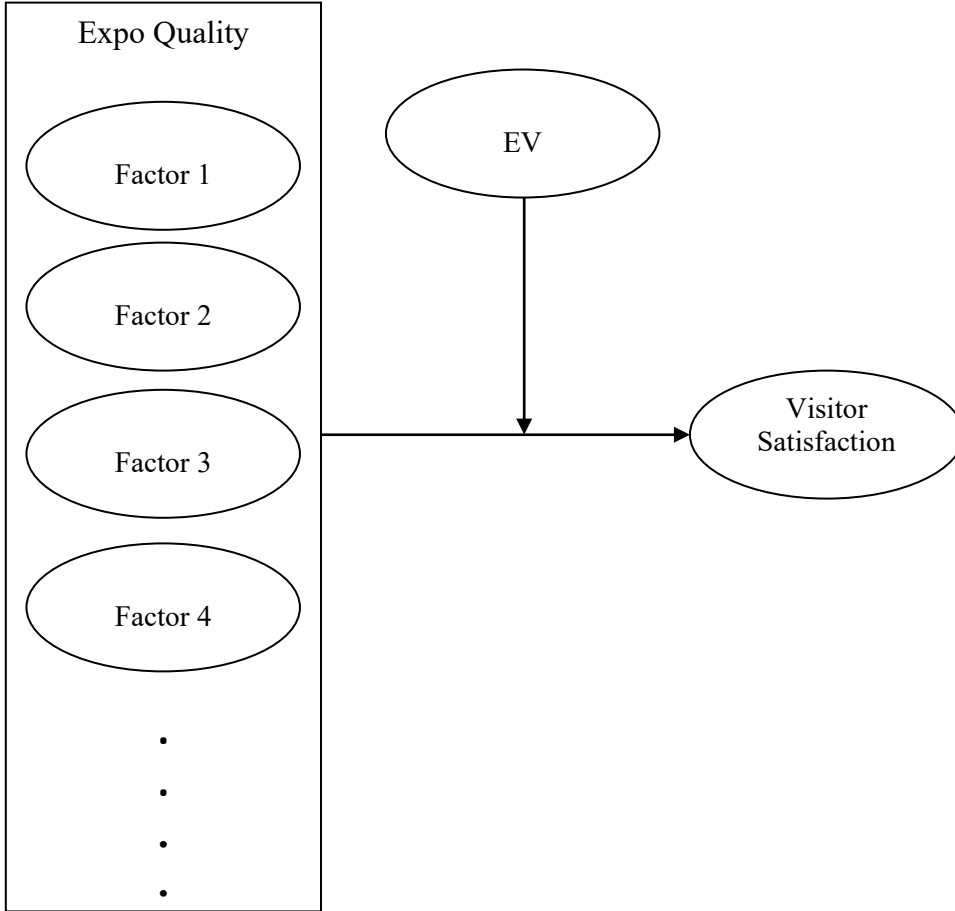 Expo Quality
Factor 1
Factor 2
Factor 3
Factor 4
.
.
.
.
EV
Visitor
Satisfaction